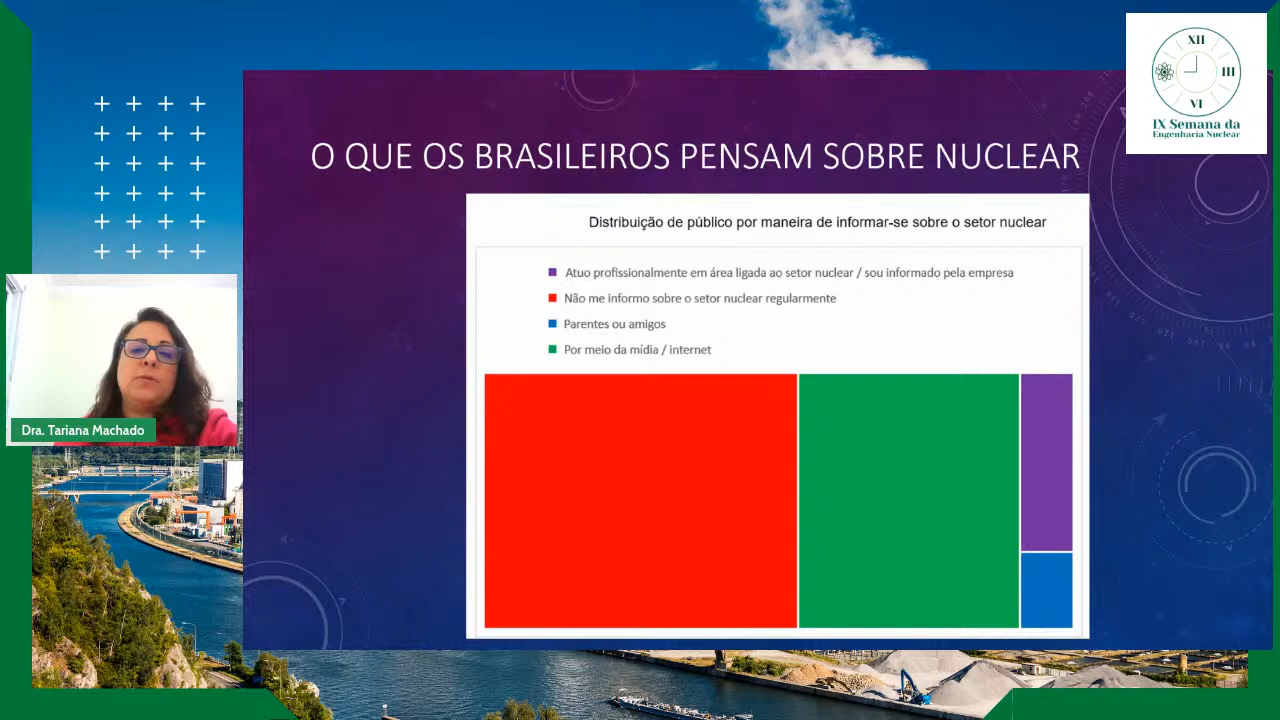 XII
III
VI
IX Semana da
Engenharia Nuclear
O QUE OS BRASILEIROS PENSAM SOBRE NUCLEAR
Distribuição de público por maneira de informar-se sobre o setor nuclear
Atuo profissionalmente em área ligada ao setor nuclear / sou informado pela empresa
Não me informo sobre o setor nuclear regularmente
Parentes ou amigos
Por meio da mídia / internet
Dra. Tariana Machado